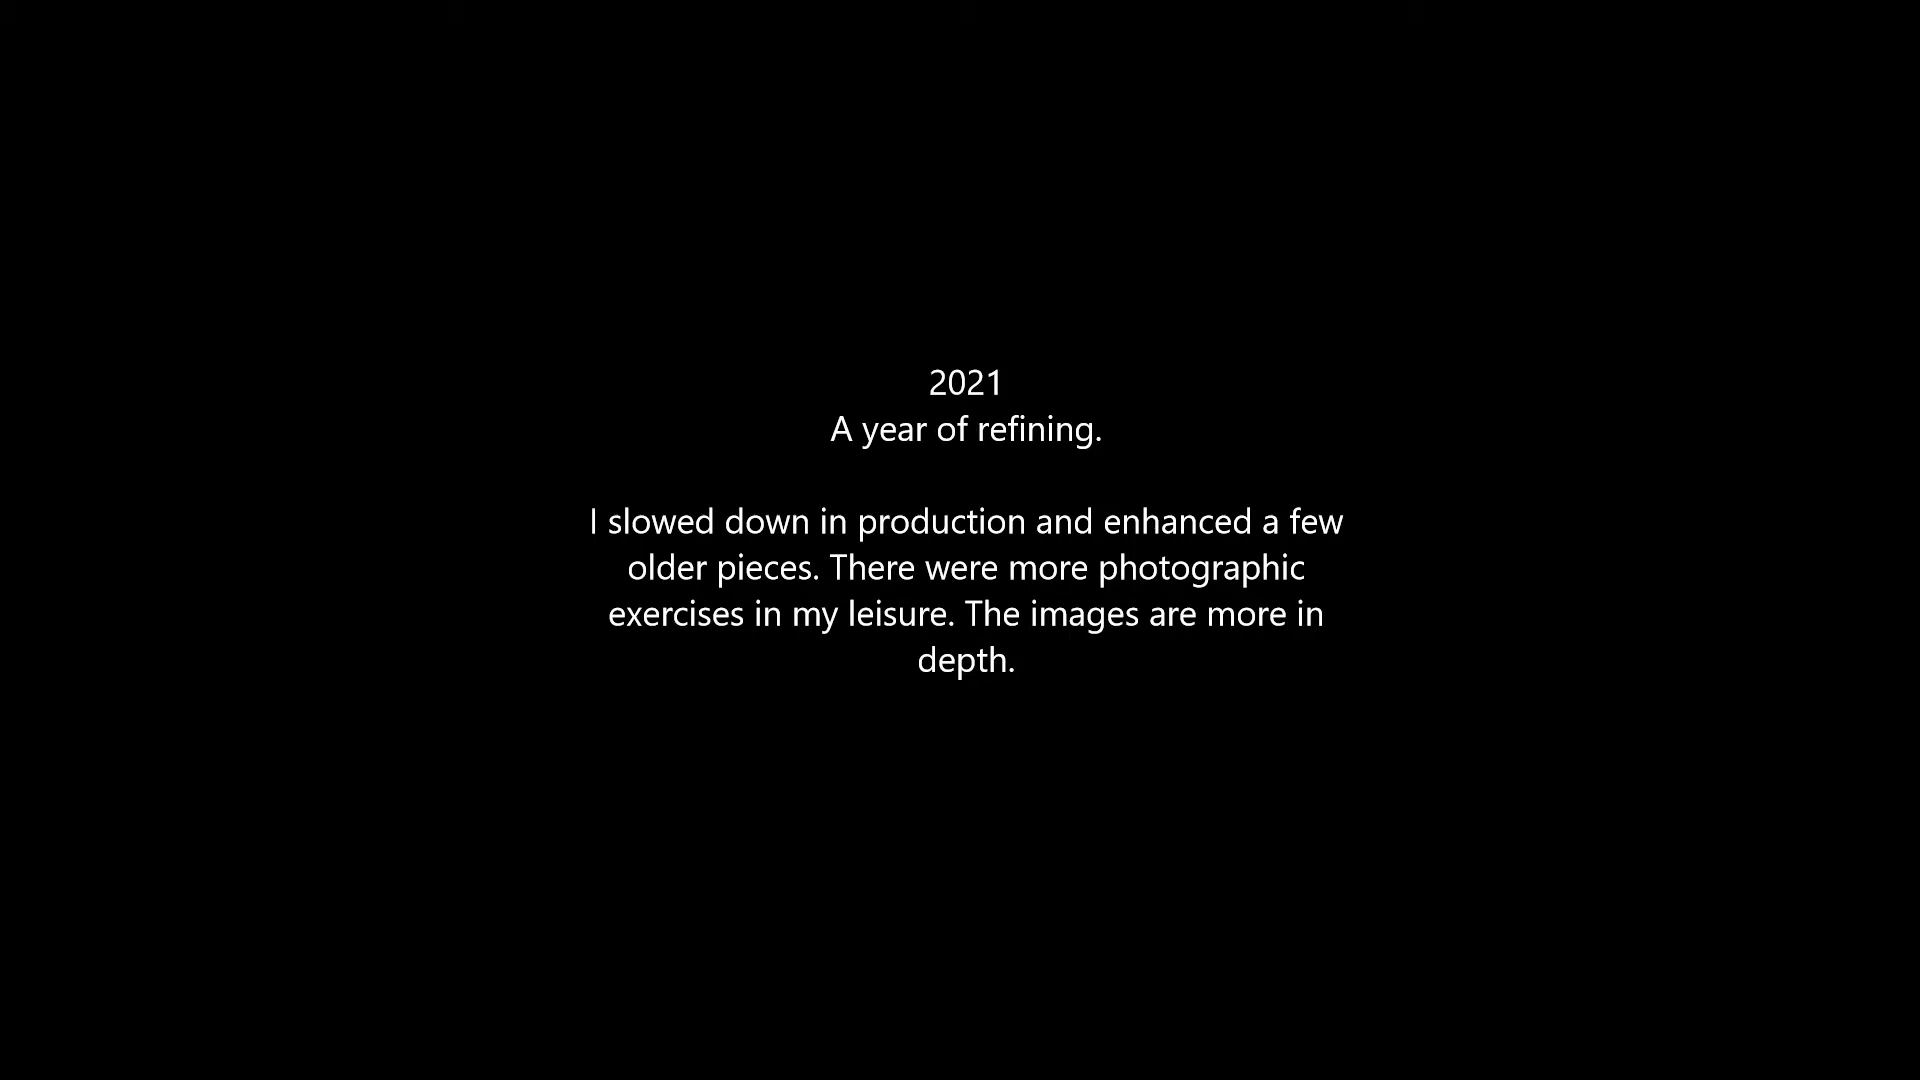 2021
A year of refining.
I slowed down in production and enhanced a few
older pieces. There were more photographic
exercises in my leisure. The images are more in
depth.